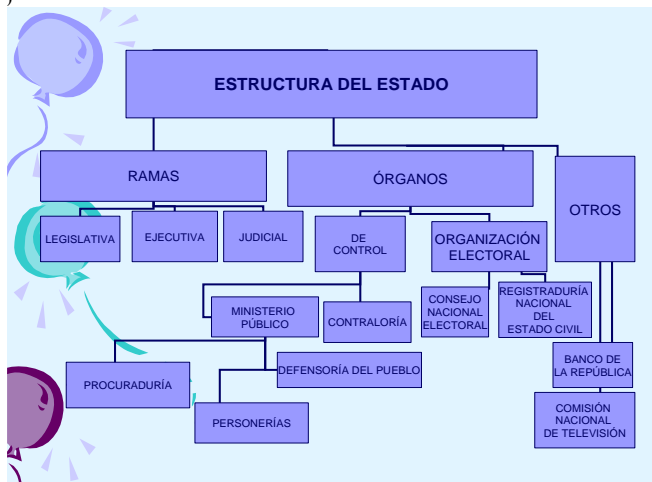 ESTRUCTURA DEL ESTADO
RAMAS
ÓRGANOS
OTROS
LEGISLATIVA
EJECUTIVA
JUDICIAL
DE
CONTROL
ORGANIZACIÓN
ELECTORAL
MINISTERIO
PÚBLICO
CONTRALORÍA
CONSEJO
NACIONAL
ELECTORAL
REGISTRADURÍA
NACIONAL
DEL
ESTADO CIVIL
PROCURADURÍA
DEFENSORÍA DEL PUEBLO
PERSONERÍAS
BANCO DE
LA REPÚBLICA
COMISIÓN
NACIONAL
DE TELEVISIÓN